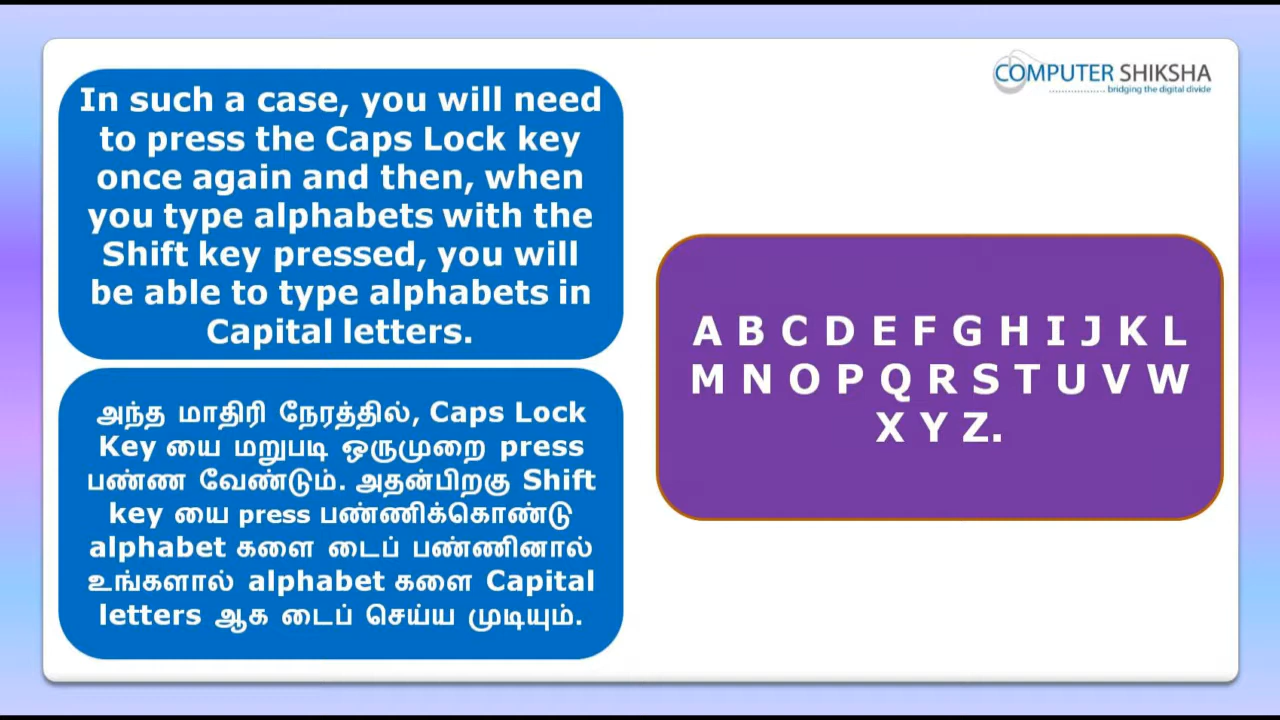 COMPUTER SHIKSHA
bridging the digital divide
In such a case, you will need
to press the Caps Lock key
once again and then, when
you type alphabets with the
Shift key pressed, you will
be able to type alphabets in
Capital letters.
அந்த மாதிரி நேரத்தில், Caps Lock
Key யை மறுபடி ஒருமுறை press
பண்ண வேண்டும். அதன்பிறகு Shift
key யை press பண்ணிக்கொண்டு
alphabet களை டைப் பண்ணினால்
உங்களால் alphabet களை Capital
letters ஆக டைப் செய்ய முடியும்.
A B C D E F G H I J K L
M N O P Q R S T U V W
X Y Z.